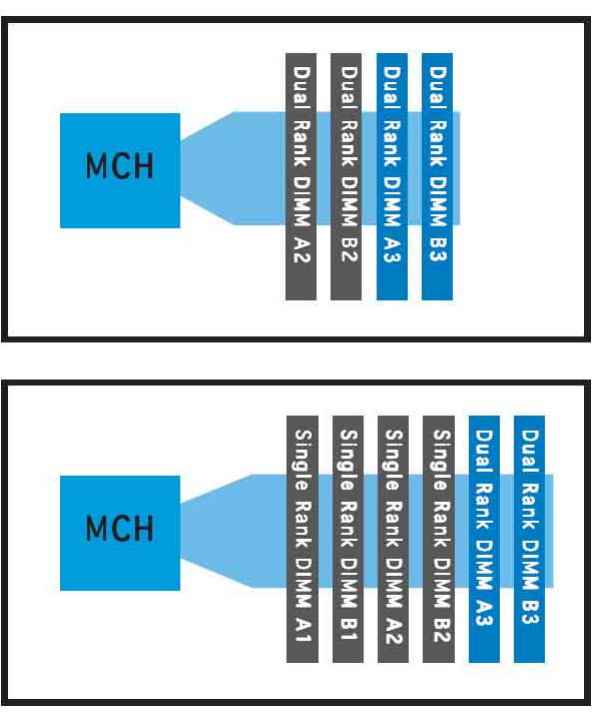 MCH
Dual Rank DIMM A2
Dual Rank DIMM B2
Dual Rank DIMM A3
Dual Rank DIMM B3
MCH
Single Rank DIMM A1
Single Rank DIMM B1
Single Rank DIMM A2
Single Rank DIMM B2
Dual Rank DIMM A3
Dual Rank DIMM B3